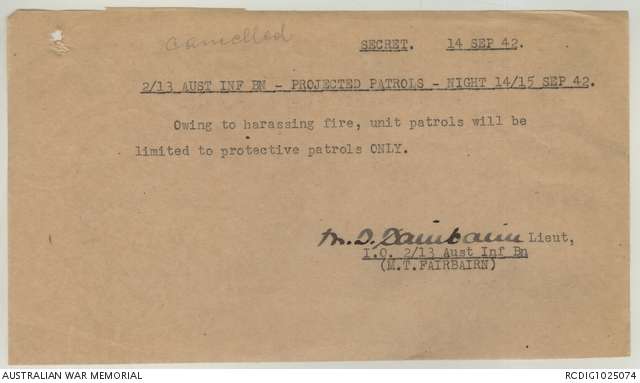 Cancelled
SECRET. 14 SEP 42.
2/13 AUST INF BN - PROJECTED PATROLS - NIGHT 14/15 SEP 42.
Owing to harassing fire, unit patrols will be
limited to protective patrols ONLY.
Fairbairn Lieut,
I.O. 2/13 Aust Inf Bn
(M.T.FAIRBAIRN)
AUSTRALIAN WAR MEMORIAL RCDIG1025074